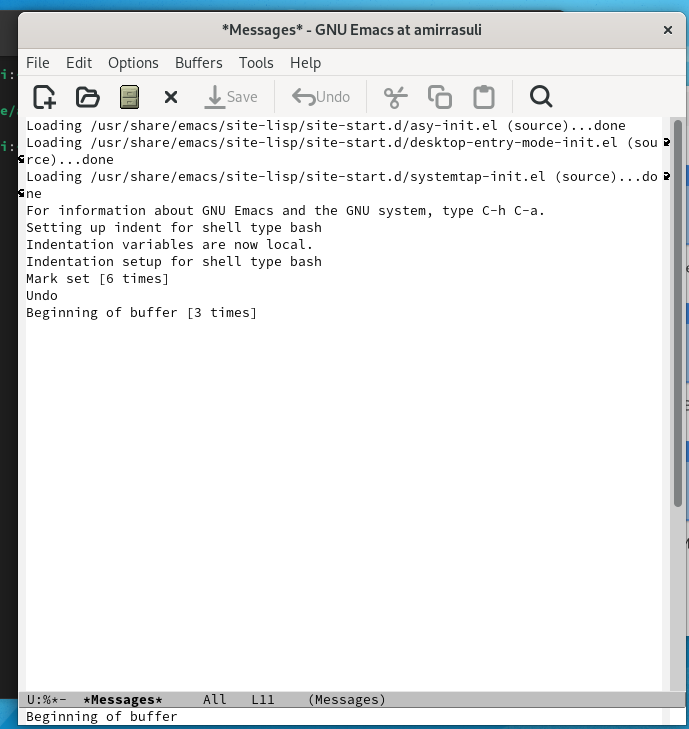 *Messages* - GNU Emacs at amirrasuli
File Edit Options Buffers Tools Help
Save Undo
Loading /usr/share/emacs/site-lisp/site-start.d/asy-init.el (source)...done
Loading /usr/share/emacs/site-lisp/site-start.d/desktop-entry-mode-init.el (sou
rce)...done
Loading /usr/share/emacs/site-lisp/site-start.d/systemtap-init.el (source)...do
ne
For information about GNU Emacs and the GNU system, type C-h C-a.
Setting up indent for shell type bash
Indentation variables are now local.
Indentation setup for shell type bash
Mark set [6 times]
Undo
Beginning of buffer [3 times]
U:%*- *Messages* All L11 (Messages)
Beginning of buffer